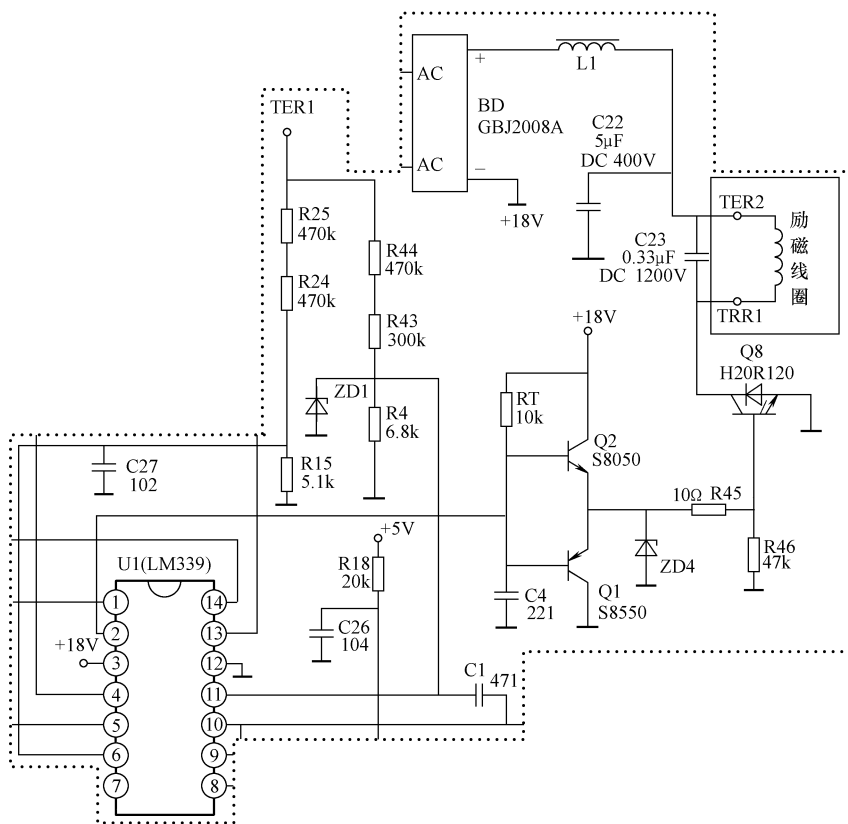 AC
+
L1
BD
GBJ2008A
AC
−
+18V
C22
5μF
DC 400V
TER1
R25
470k
R24
470k
R44
470k
R43
300k
ZD1
R4
6.8k
R15
5.1k
C27
102
TER2
励磁线圈
C23
0.33μF
DC 1200V
TRR1
Q8
H20R120
+18V
RT
10k
Q2
S8050
10Ω R45
ZD4
R46
47k
Q1
S8550
C4
221
+5V
R18
20k
C26
104
U1(LM339)
1
14
2
13
+18V
3
12
4
11
C1
471
5
10
6
9
7
8